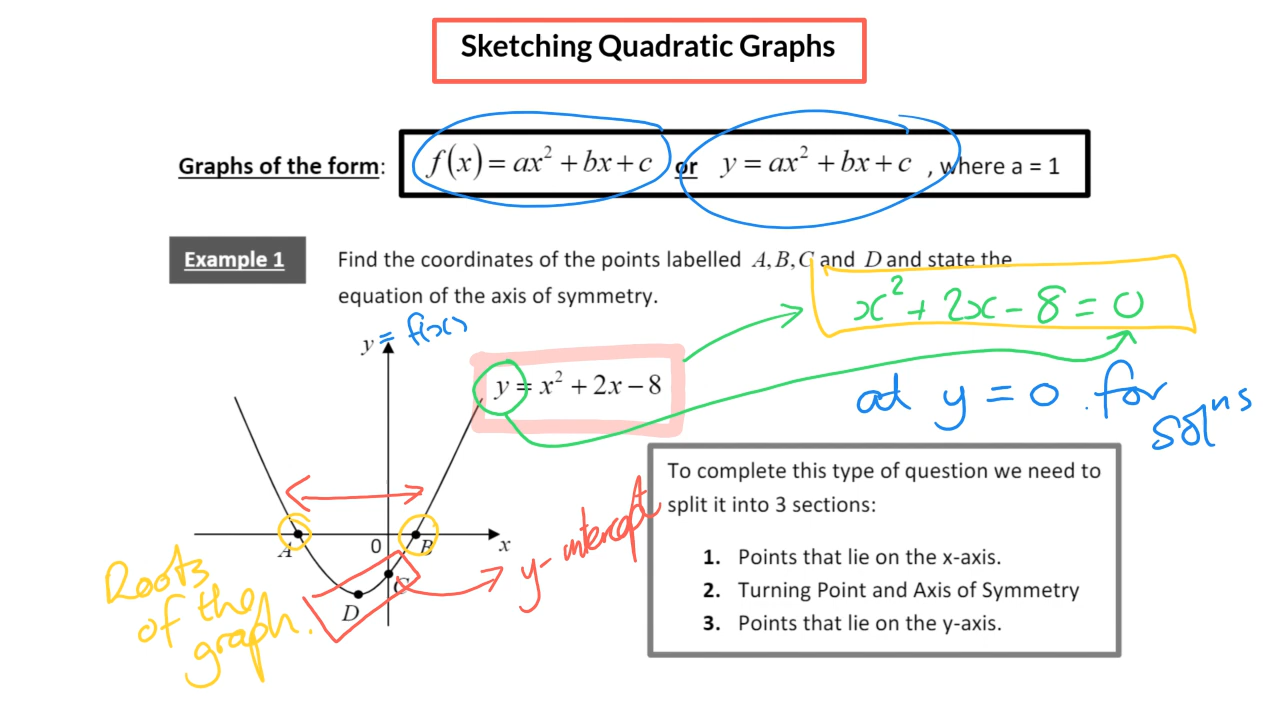 Sketching Quadratic Graphs
Graphs of the form: f(x) = ax² + bx + c or y = ax² + bx + c , where a = 1
Example 1 Find the coordinates of the points labelled A, B, C and D and state the
equation of the axis of symmetry.
x² + 2x - 8 = 0
y = f(x)
y = x² + 2x − 8
at y = 0 for
solⁿs
To complete this type of question we need to
split it into 3 sections:
1. Points that lie on the x-axis.
2. Turning Point and Axis of Symmetry
3. Points that lie on the y-axis.
A 0 B x
C
D
y-intercept
Roots
of the
graph.